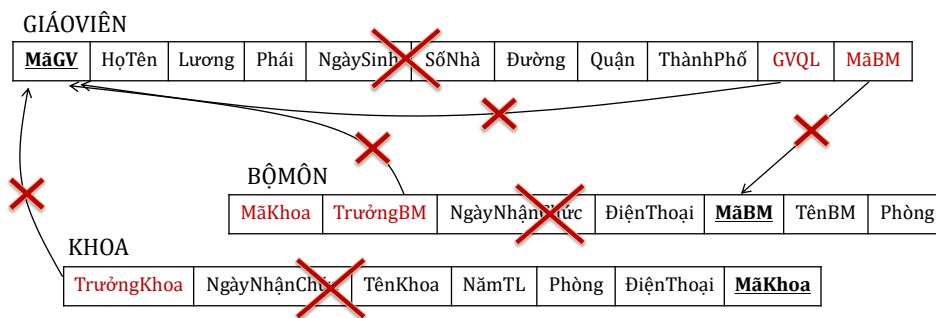 GIÁOVIÊN
MãGV HọTên Lương Phái NgàySinh SốNhà Đường Quận ThànhPhố GVQL MãBM
BỘMÔN
MãKhoa TrưởngBM NgàyNhậnChức ĐiệnThoại MãBM TênBM Phòng
KHOA
TrưởngKhoa NgàyNhậnChức TênKhoa NămTL Phòng ĐiệnThoại MãKhoa